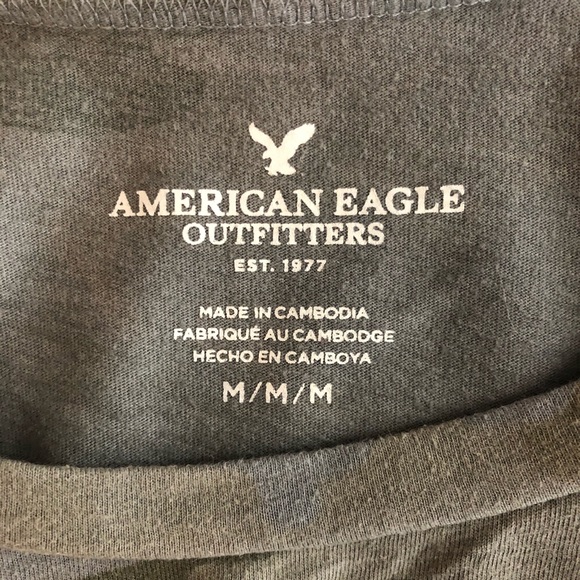 AMERICAN EAGLE
OUTFITTERS
EST. 1977
MADE IN CAMBODIA
FABRIQUÉ AU CAMBODGE
HECHO EN CAMBOYA
M/M/M